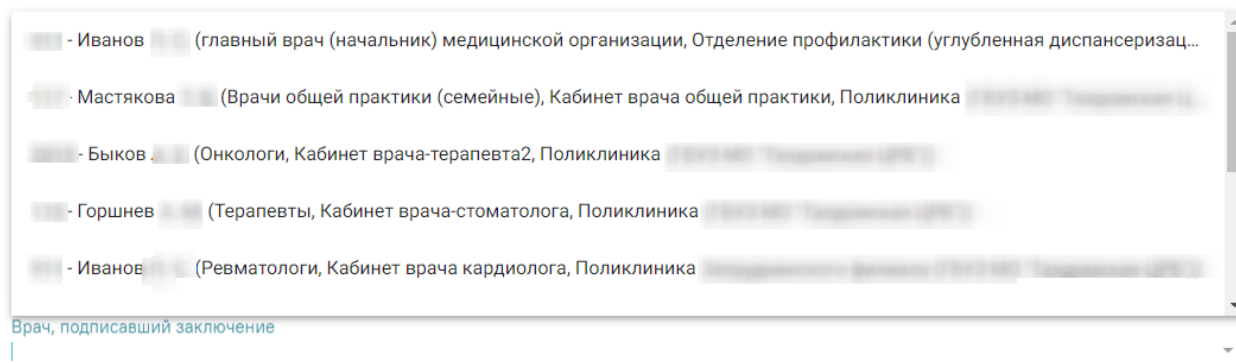 - Иванов (главный врач (начальник) медицинской организации, Отделение профилактики (углубленная диспансеризац...
- Мастякова (Врачи общей практики (семейные), Кабинет врача общей практики, Поликлиника
- Быков (Онкологи, Кабинет врача-терапевта2, Поликлиника
- Горшнев (Терапевты, Кабинет врача-стоматолога, Поликлиника
- Иванов (Ревматологи, Кабинет врача кардиолога, Поликлиника
Врач, подписавший заключение